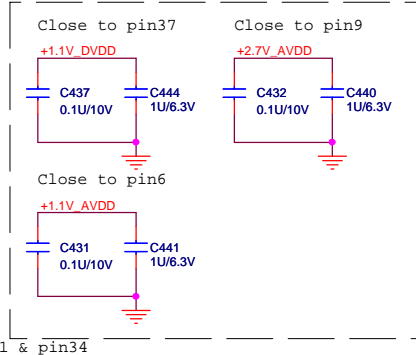 Close to pin37
+1.1V_DVDD
C437
0.1U/10V
C444
1U/6.3V
Close to pin9
+2.7V_AVDD
C432
0.1U/10V
C440
1U/6.3V
Close to pin6
+1.1V_AVDD
C431
0.1U/10V
C441
1U/6.3V
1 & pin34